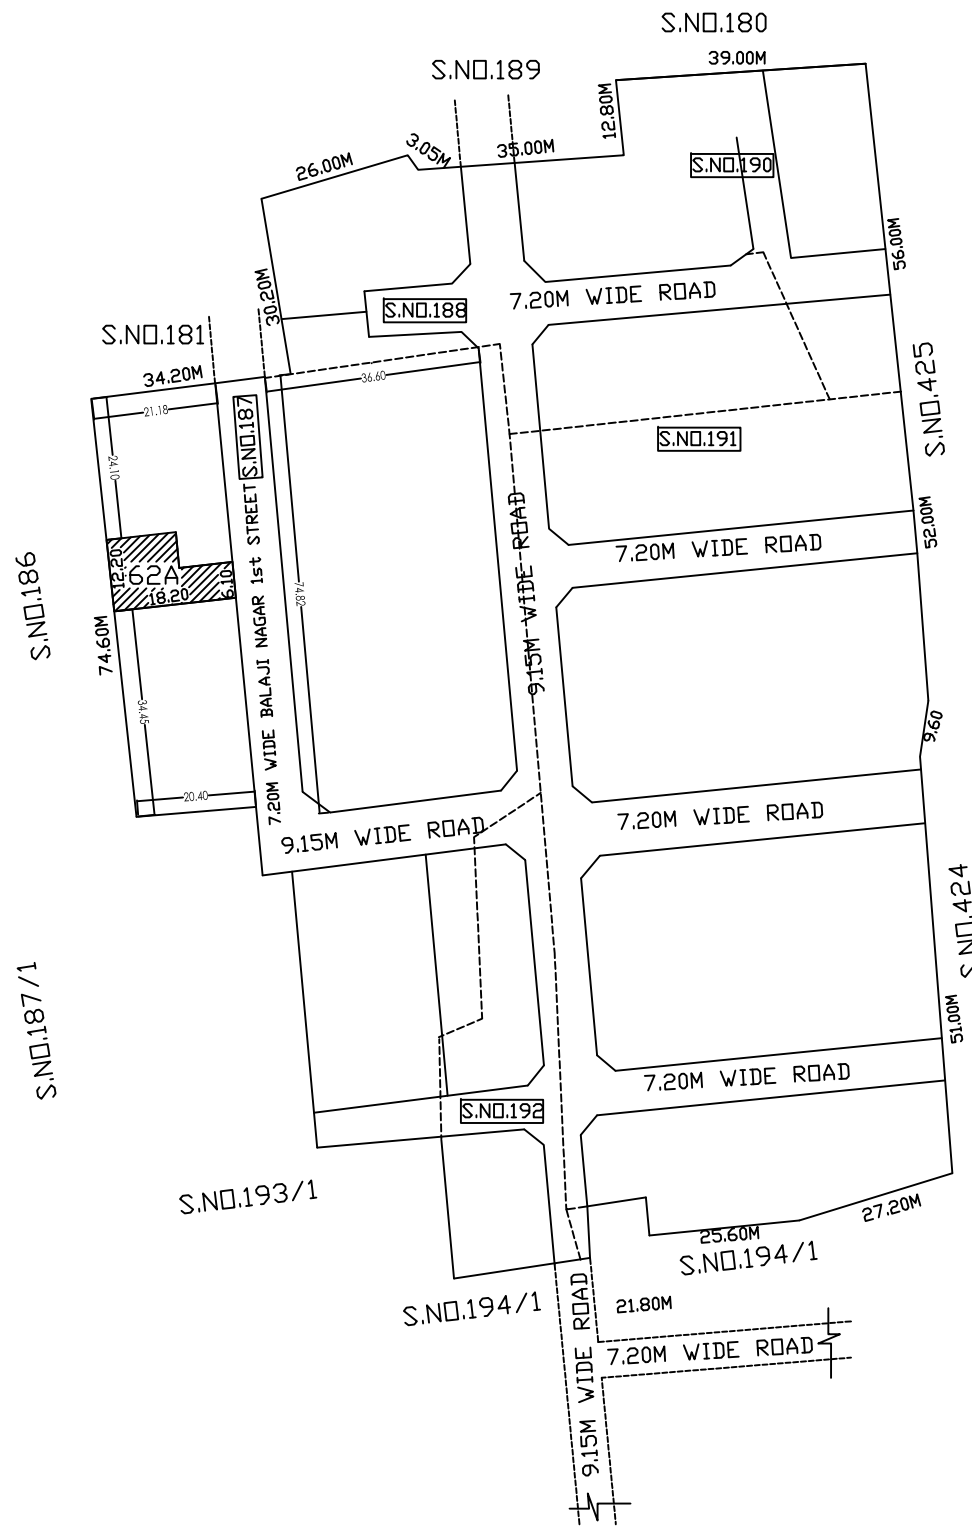 S.NO.180
39.00M
S.NO.189
12.80M
3.05M
35.00M
26.00M
S.NO.190
56.00M
30.20M
7.20M WIDE ROAD
S.NO.188
S.NO.181
34.20M
36.60
21.18
S.NO.187
S.NO.425
S.NO.191
24.10
9.15M WIDE ROAD
52.00M
7.20M WIDE ROAD
S.NO.186
12.20
62A
6.10
18.20
74.82
7.20M WIDE BALAJI NAGAR 1st STREET
74.60M
34.45
9.60
20.40
9.15M WIDE ROAD
7.20M WIDE ROAD
S.NO.424
S.NO.187/1
51.00M
7.20M WIDE ROAD
S.NO.192
S.NO.193/1
27.20M
25.60M
S.NO.194/1
S.NO.194/1
21.80M
9.15M WIDE ROAD
7.20M WIDE ROAD